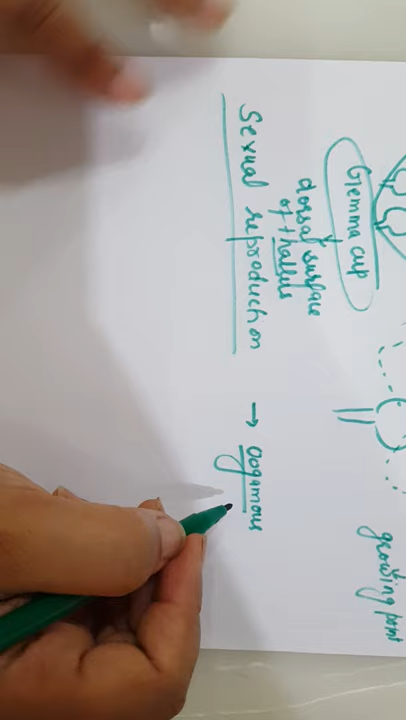 Gemma cup
growing point
dorsal surface
of thallus
Sexual reproduction → Oogamous